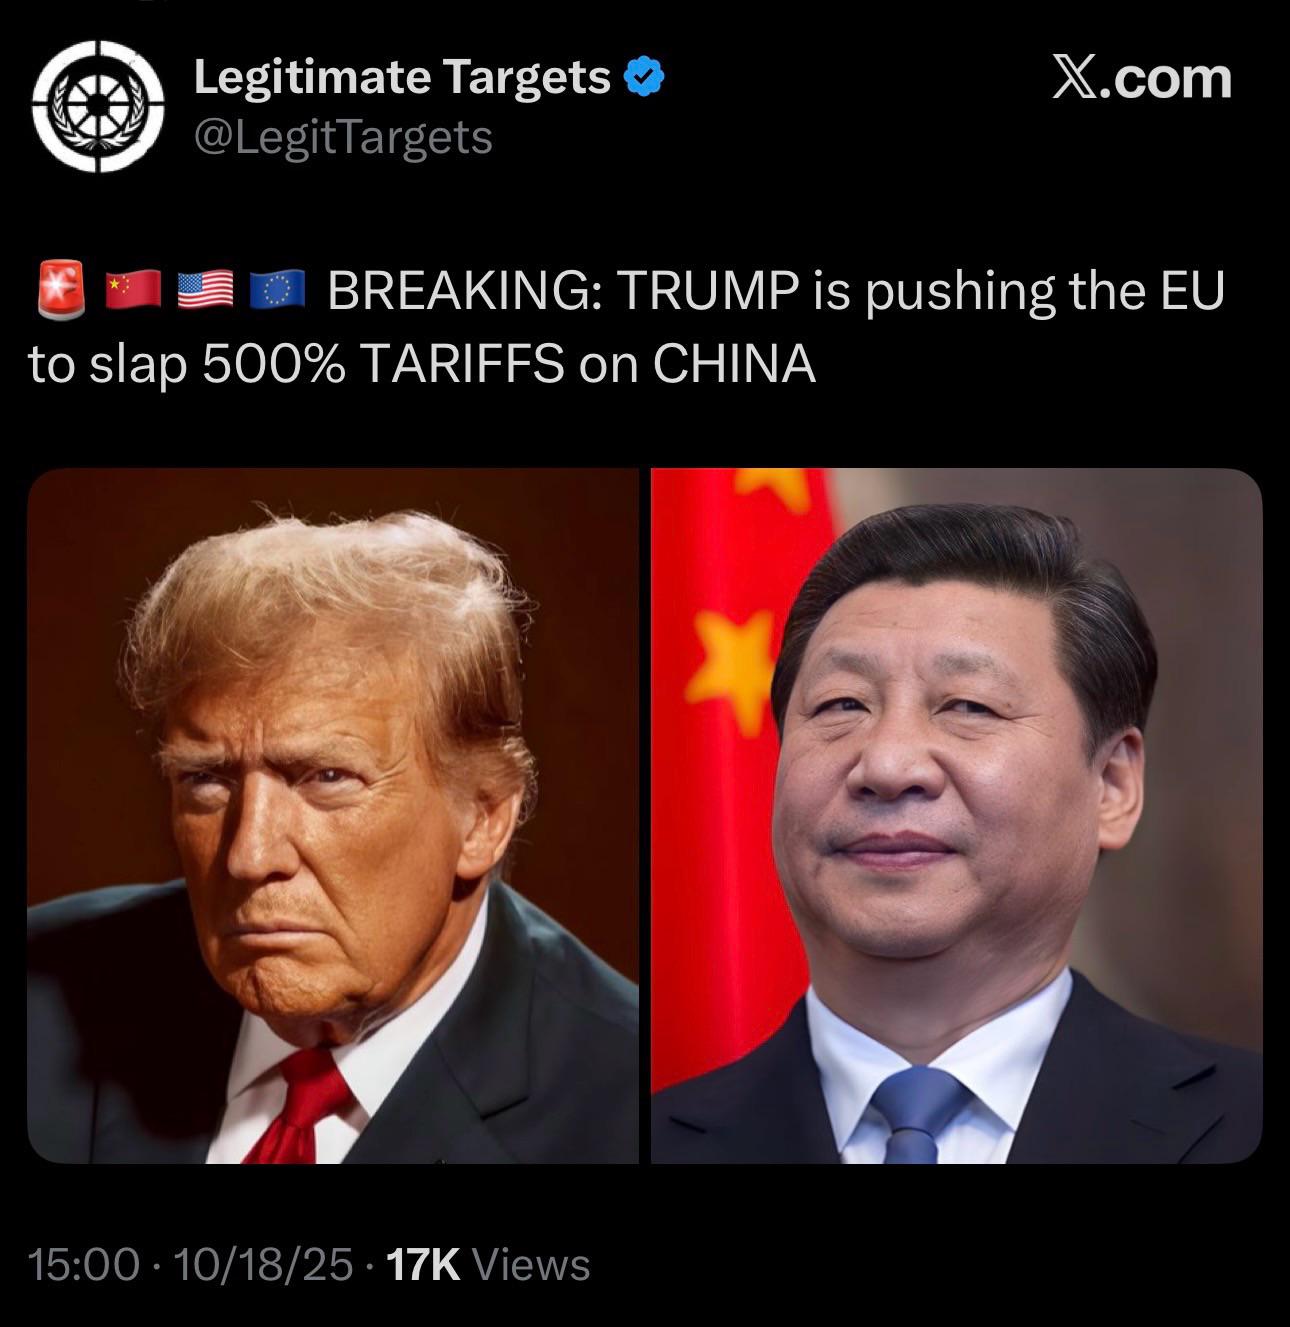 Legitimate Targets
X.com
@LegitTargets
🚨 🇨🇳 🇺🇸 🇪🇺 BREAKING: TRUMP is pushing the EU
to slap 500% TARIFFS on CHINA
15:00 · 10/18/25 · 17K Views